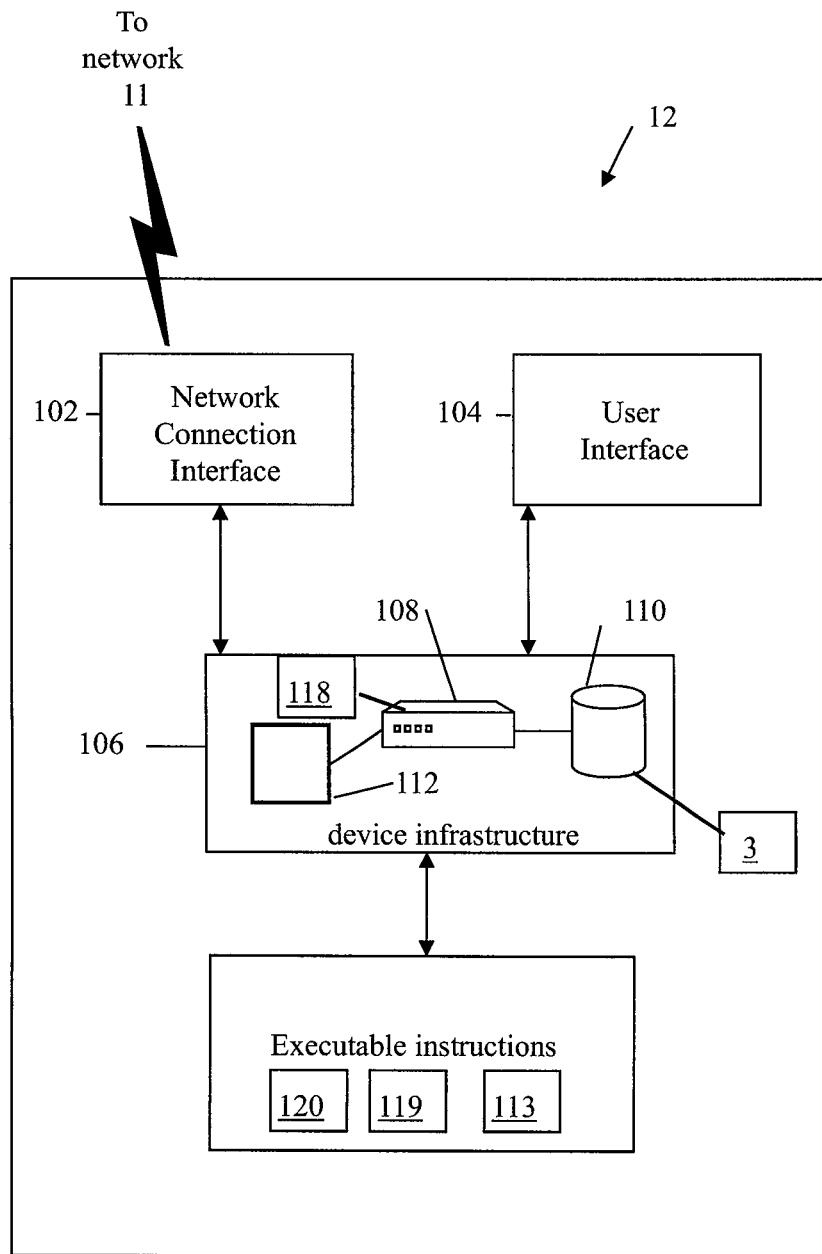 To
network
11
12
102
Network
Connection
Interface
104
User
Interface
108
110
118
106
112
device infrastructure
3
Executable instructions
120
119
113